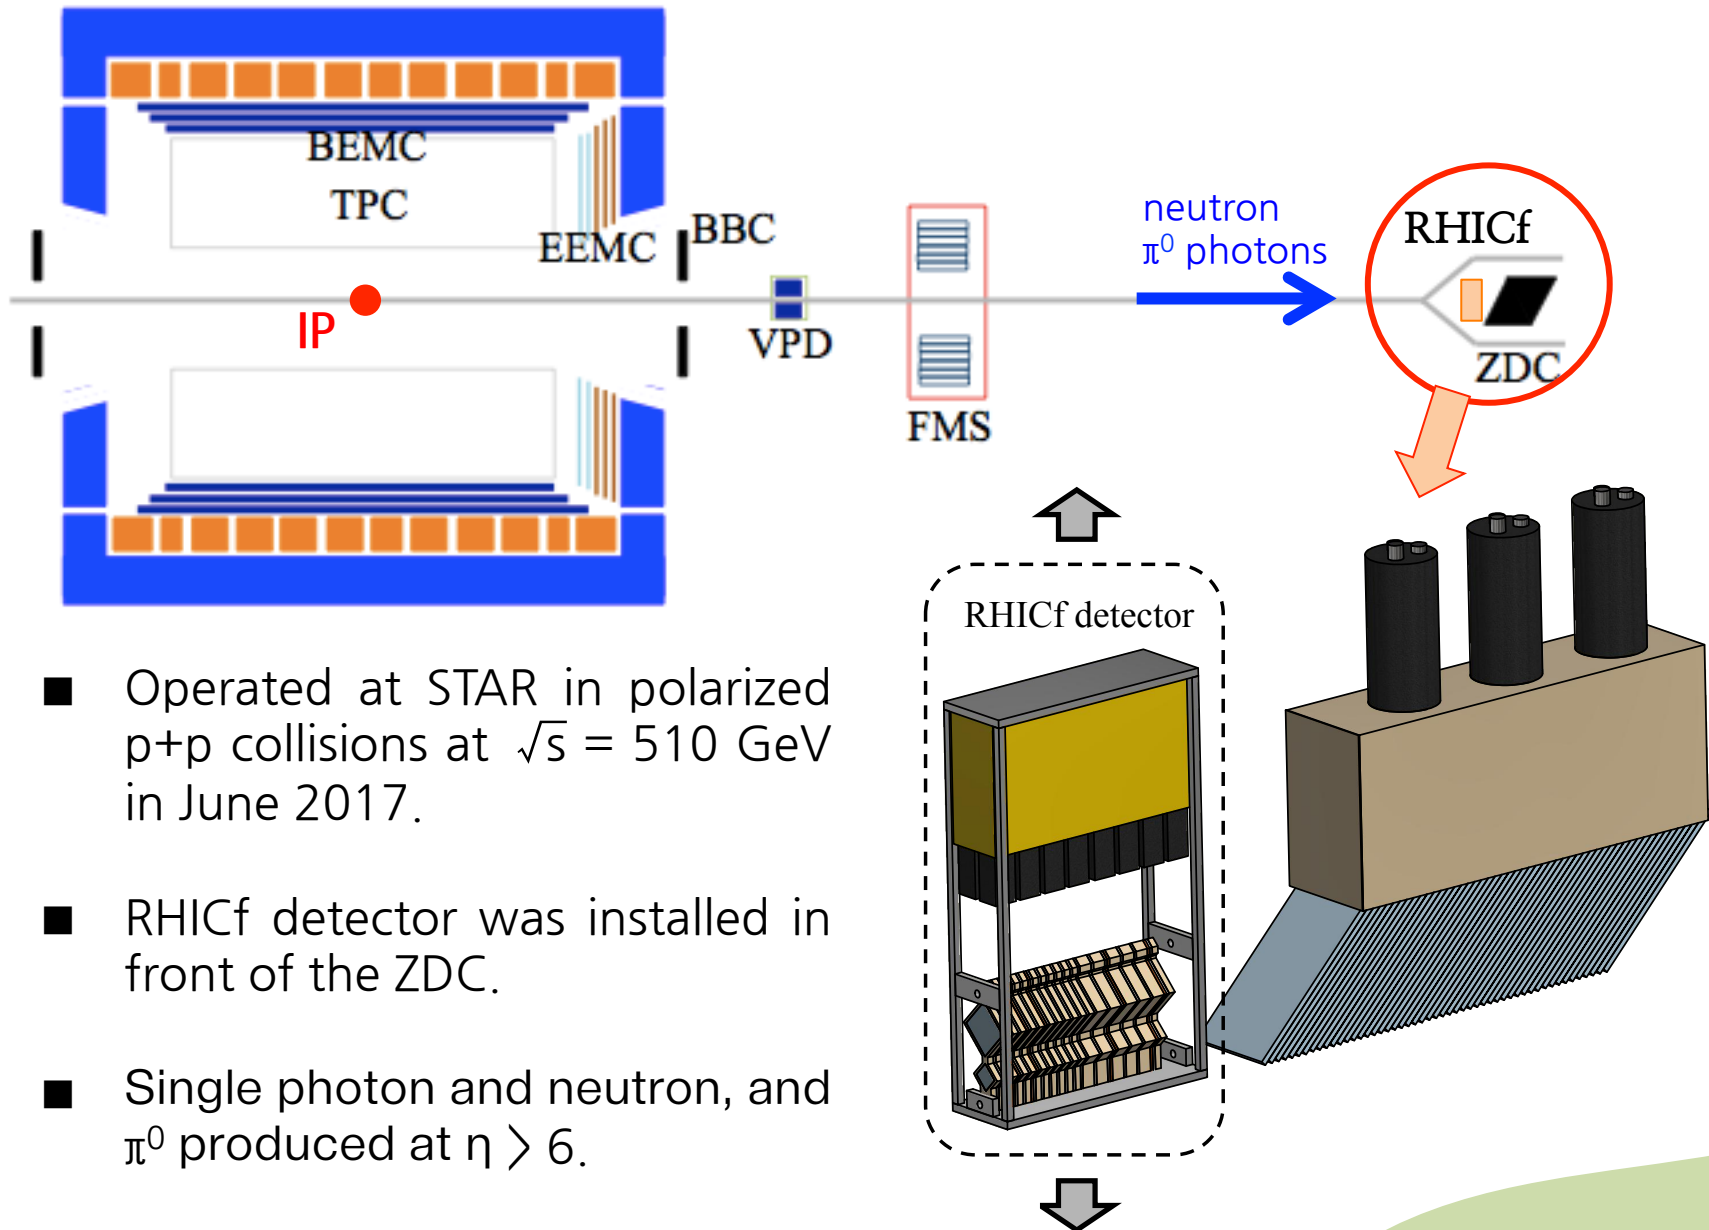 BEMC
TPC
EEMC
BBC
IP
VPD
FMS
neutron
π⁰ photons
RHICf
ZDC
RHICf detector
■ Operated at STAR in polarized
p+p collisions at √s = 510 GeV
in June 2017.
■ RHICf detector was installed in
front of the ZDC.
■ Single photon and neutron, and
π⁰ produced at η > 6.